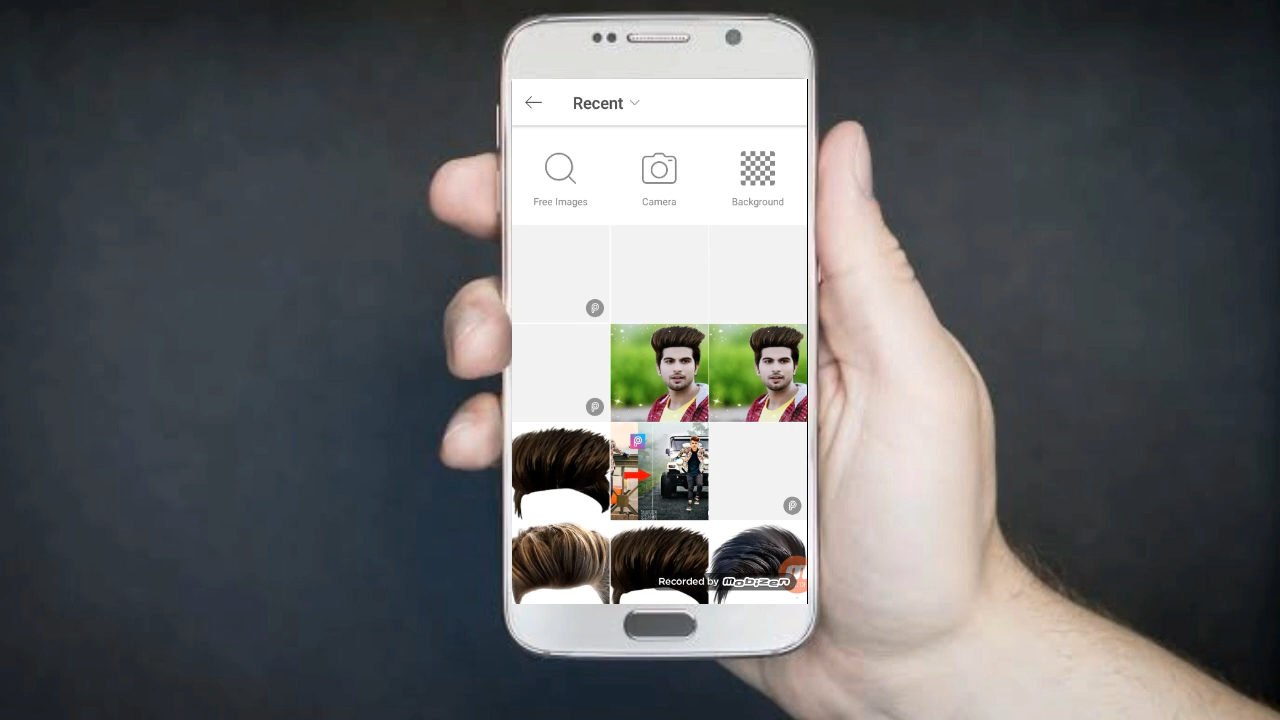 Recent
Free Images
Camera
Background
Recorded by mobizen